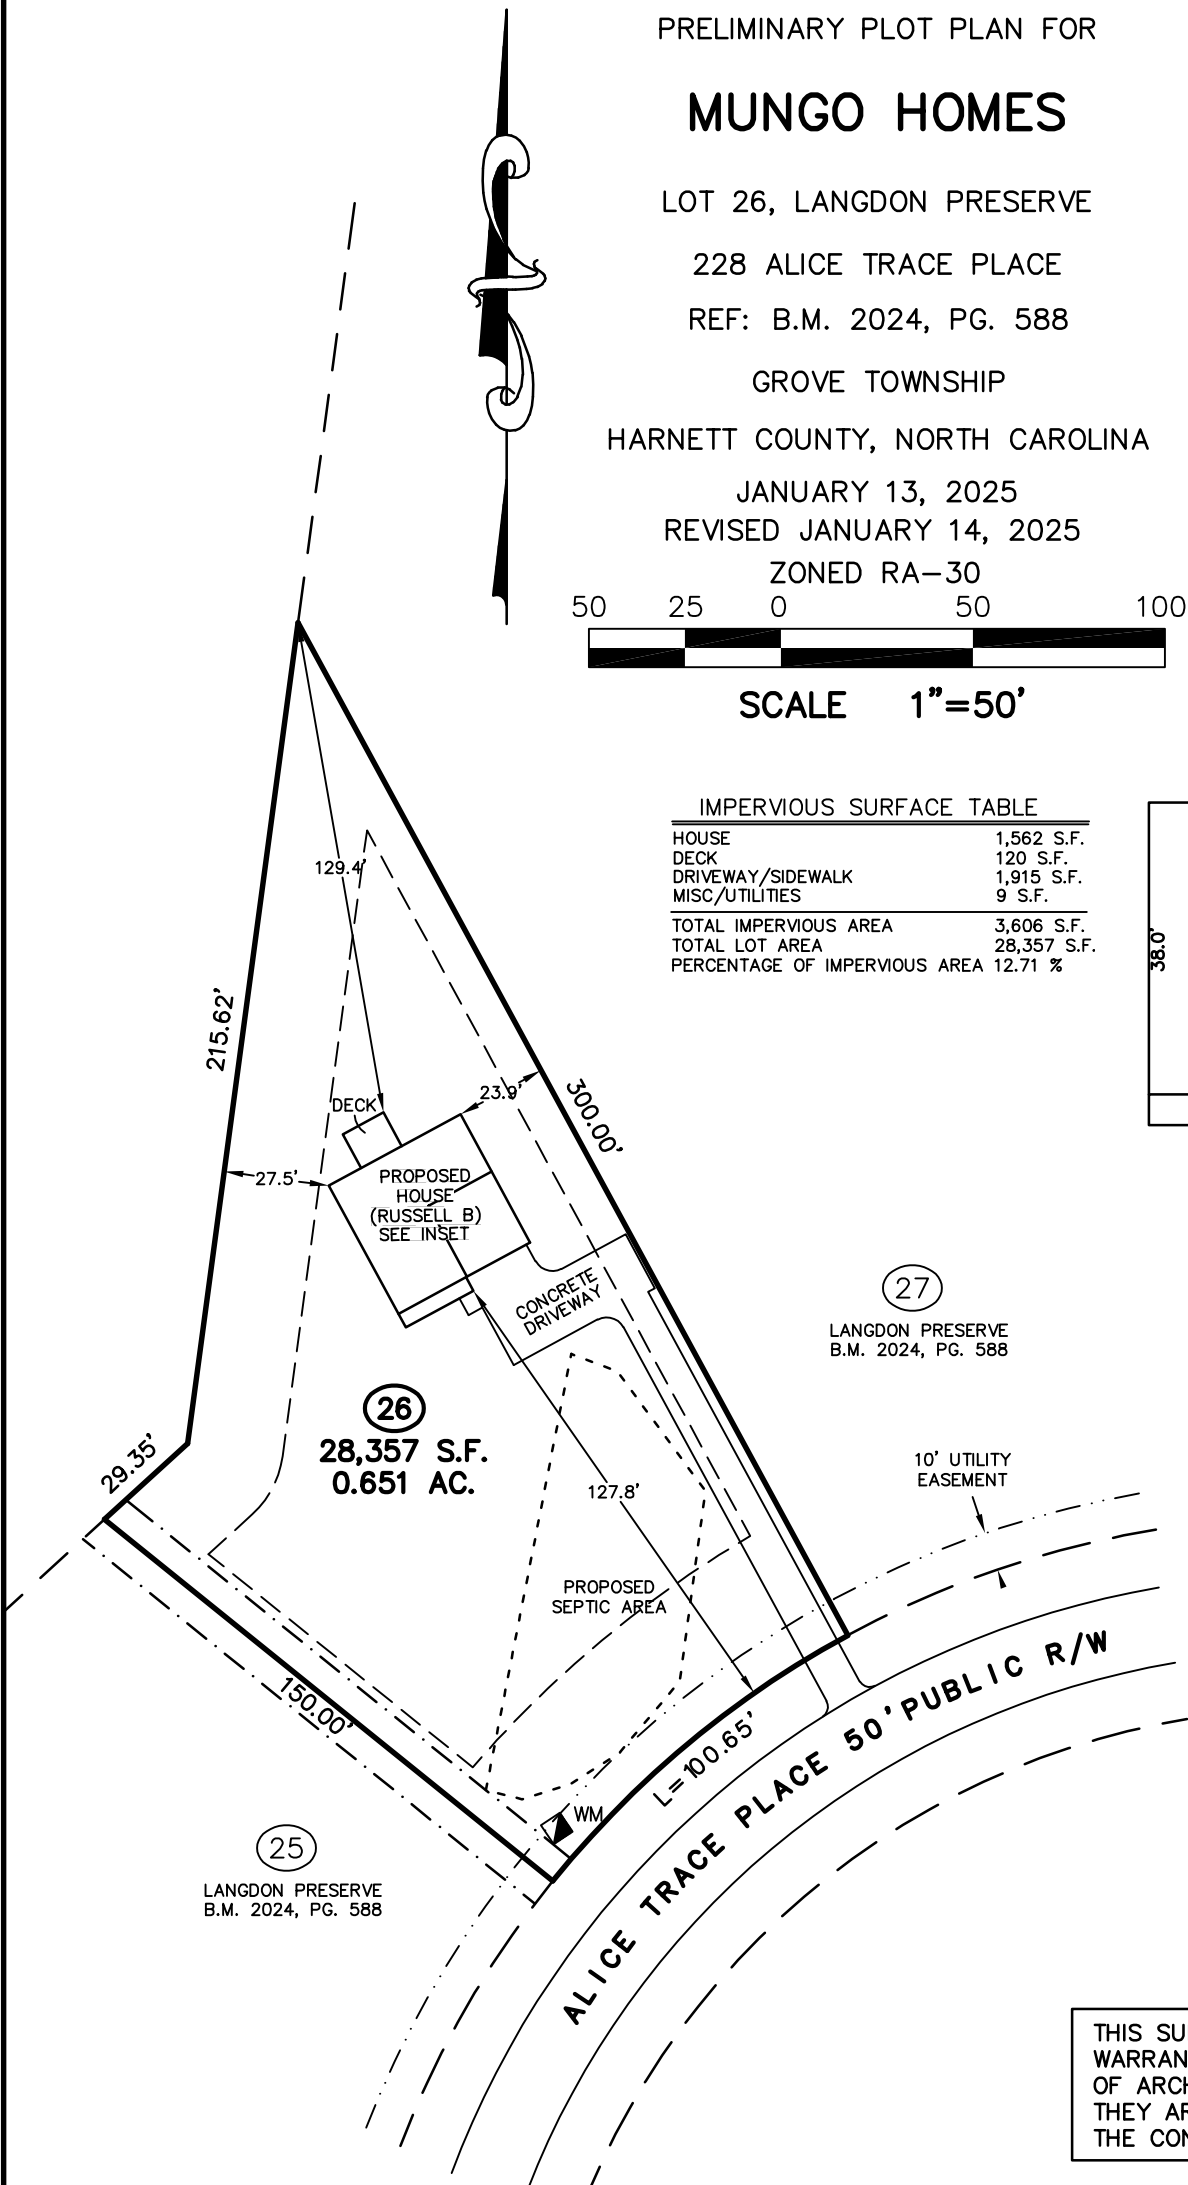 PRELIMINARY PLOT PLAN FOR
MUNGO HOMES
LOT 26, LANGDON PRESERVE
228 ALICE TRACE PLACE
REF: B.M. 2024, PG. 588
GROVE TOWNSHIP
HARNETT COUNTY, NORTH CAROLINA
JANUARY 13, 2025
REVISED JANUARY 14, 2025
ZONED RA-30
50 25 0 50 100
SCALE 1"=50'
IMPERVIOUS SURFACE TABLE
HOUSE 1,562 S.F.
DECK 120 S.F.
DRIVEWAY/SIDEWALK 1,915 S.F.
MISC/UTILITIES 9 S.F.
TOTAL IMPERVIOUS AREA 3,606 S.F.
TOTAL LOT AREA 28,357 S.F.
PERCENTAGE OF IMPERVIOUS AREA 12.71 %
38.0'
129.4'
215.62'
300.00'
23.9'
DECK
27.5'
PROPOSED
HOUSE
(RUSSELL B)
SEE INSET
CONCRETE
DRIVEWAY
27
LANGDON PRESERVE
B.M. 2024, PG. 588
26
28,357 S.F.
0.651 AC.
29.35'
10' UTILITY
EASEMENT
127.8'
PROPOSED
SEPTIC AREA
150.00'
L=100.65'
WM
ALICE TRACE PLACE 50' PUBLIC R/W
25
LANGDON PRESERVE
B.M. 2024, PG. 588
THIS SU
WARRAN
OF ARCH
THEY AR
THE CON